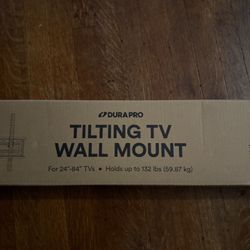 DURAPRO
TILTING TV
WALL MOUNT
For 24"-84" TVs • Holds up to 132 lbs (59.87 kg)